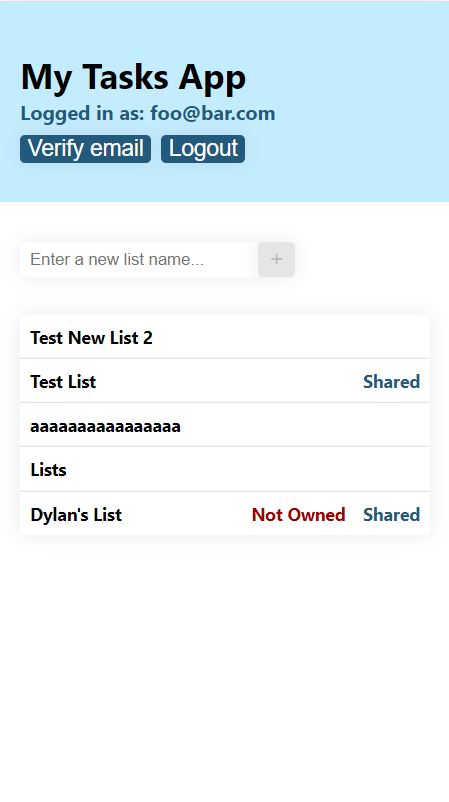 My Tasks App
Logged in as: foo@bar.com
Verify email Logout
Enter a new list name... +
Test New List 2
Test List Shared
aaaaaaaaaaaaaaaa
Lists
Dylan's List Not Owned Shared